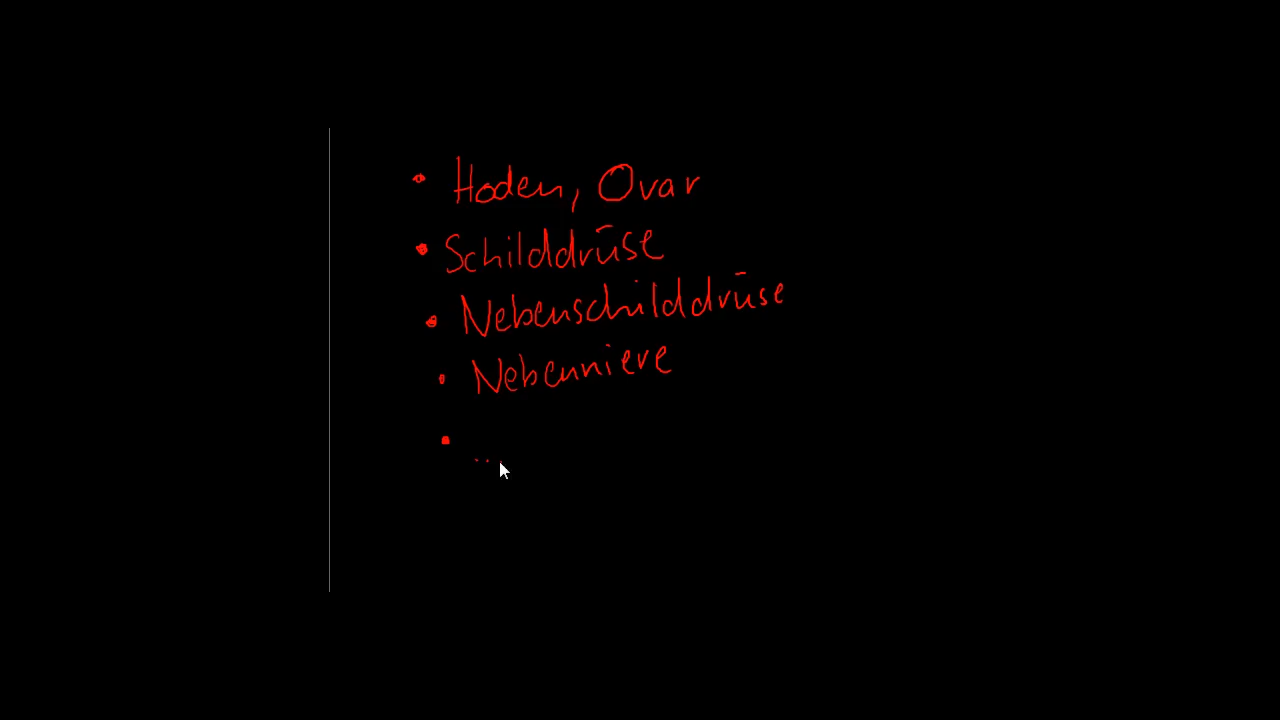 • Hoden, Ovar
• Schilddrüse
• Nebenschilddrüse
• Nebenniere
• ...